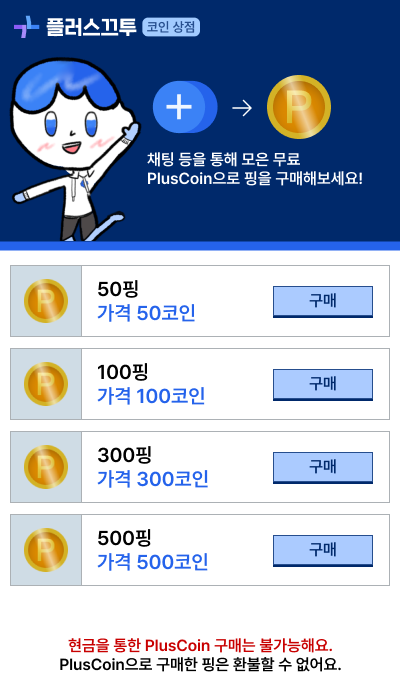 플러스끄투 코인 상점
채팅 등을 통해 모은 무료
PlusCoin으로 핑을 구매해보세요!
50핑
가격 50코인
구매
100핑
가격 100코인
구매
300핑
가격 300코인
구매
500핑
가격 500코인
구매
현금을 통한 PlusCoin 구매는 불가능해요.
PlusCoin으로 구매한 핑은 환불할 수 없어요.